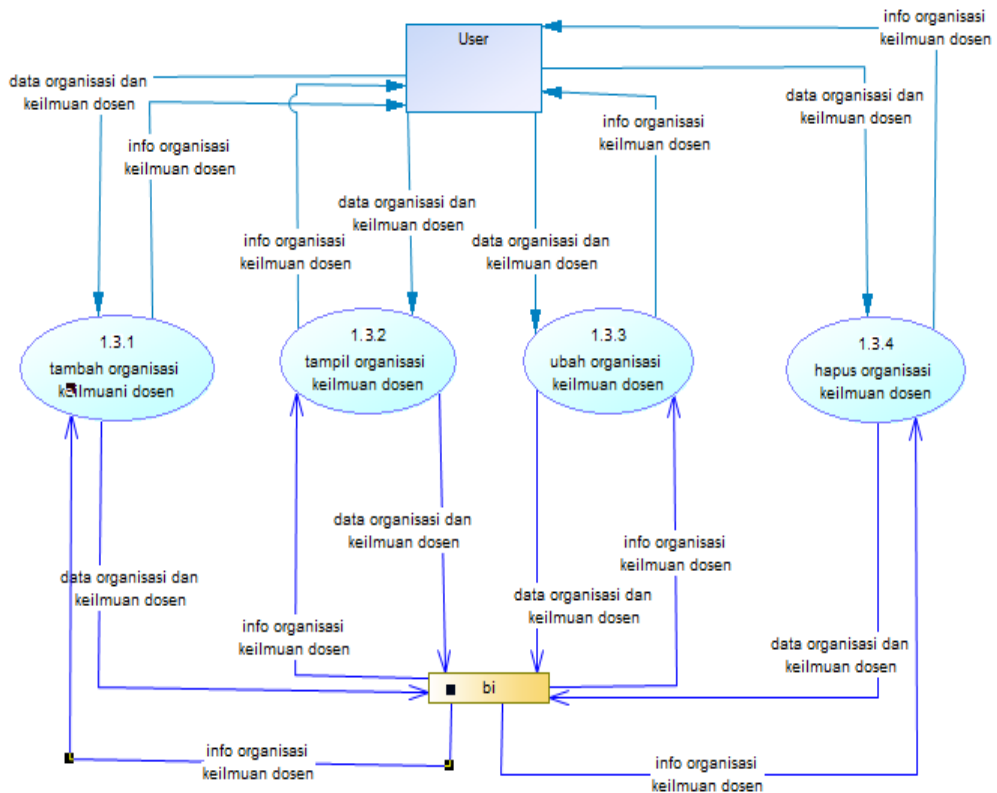 User
info organisasi
keilmuan dosen
data organisasi dan
keilmuan dosen
info organisasi
keilmuan dosen
data organisasi dan
keilmuan dosen
info organisasi
keilmuan dosen
data organisasi dan
keilmuan dosen
info organisasi
keilmuan dosen
data organisasi dan
keilmuan dosen
1.3.1
tambah organisasi
keilmuani dosen
1.3.2
tampil organisasi
keilmuan dosen
1.3.3
ubah organisasi
keilmuan dosen
1.3.4
hapus organisasi
keilmuan dosen
data organisasi dan
keilmuan dosen
data organisasi dan
keilmuan dosen
info organisasi
keilmuan dosen
data organisasi dan
keilmuan dosen
info organisasi
keilmuan dosen
data organisasi dan
keilmuan dosen
bi
info organisasi
keilmuan dosen
info organisasi
keilmuan dosen